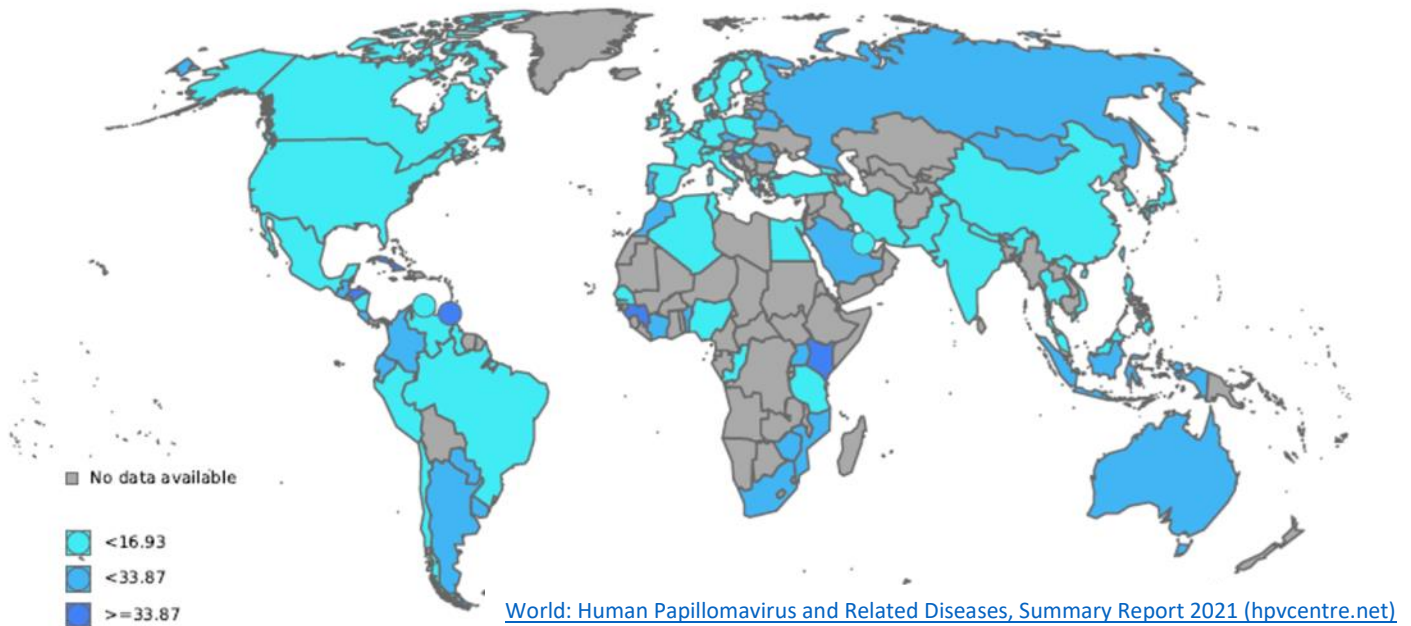 No data available
<16.93
<33.87
>=33.87
World: Human Papillomavirus and Related Diseases, Summary Report 2021 (hpvcentre.net)